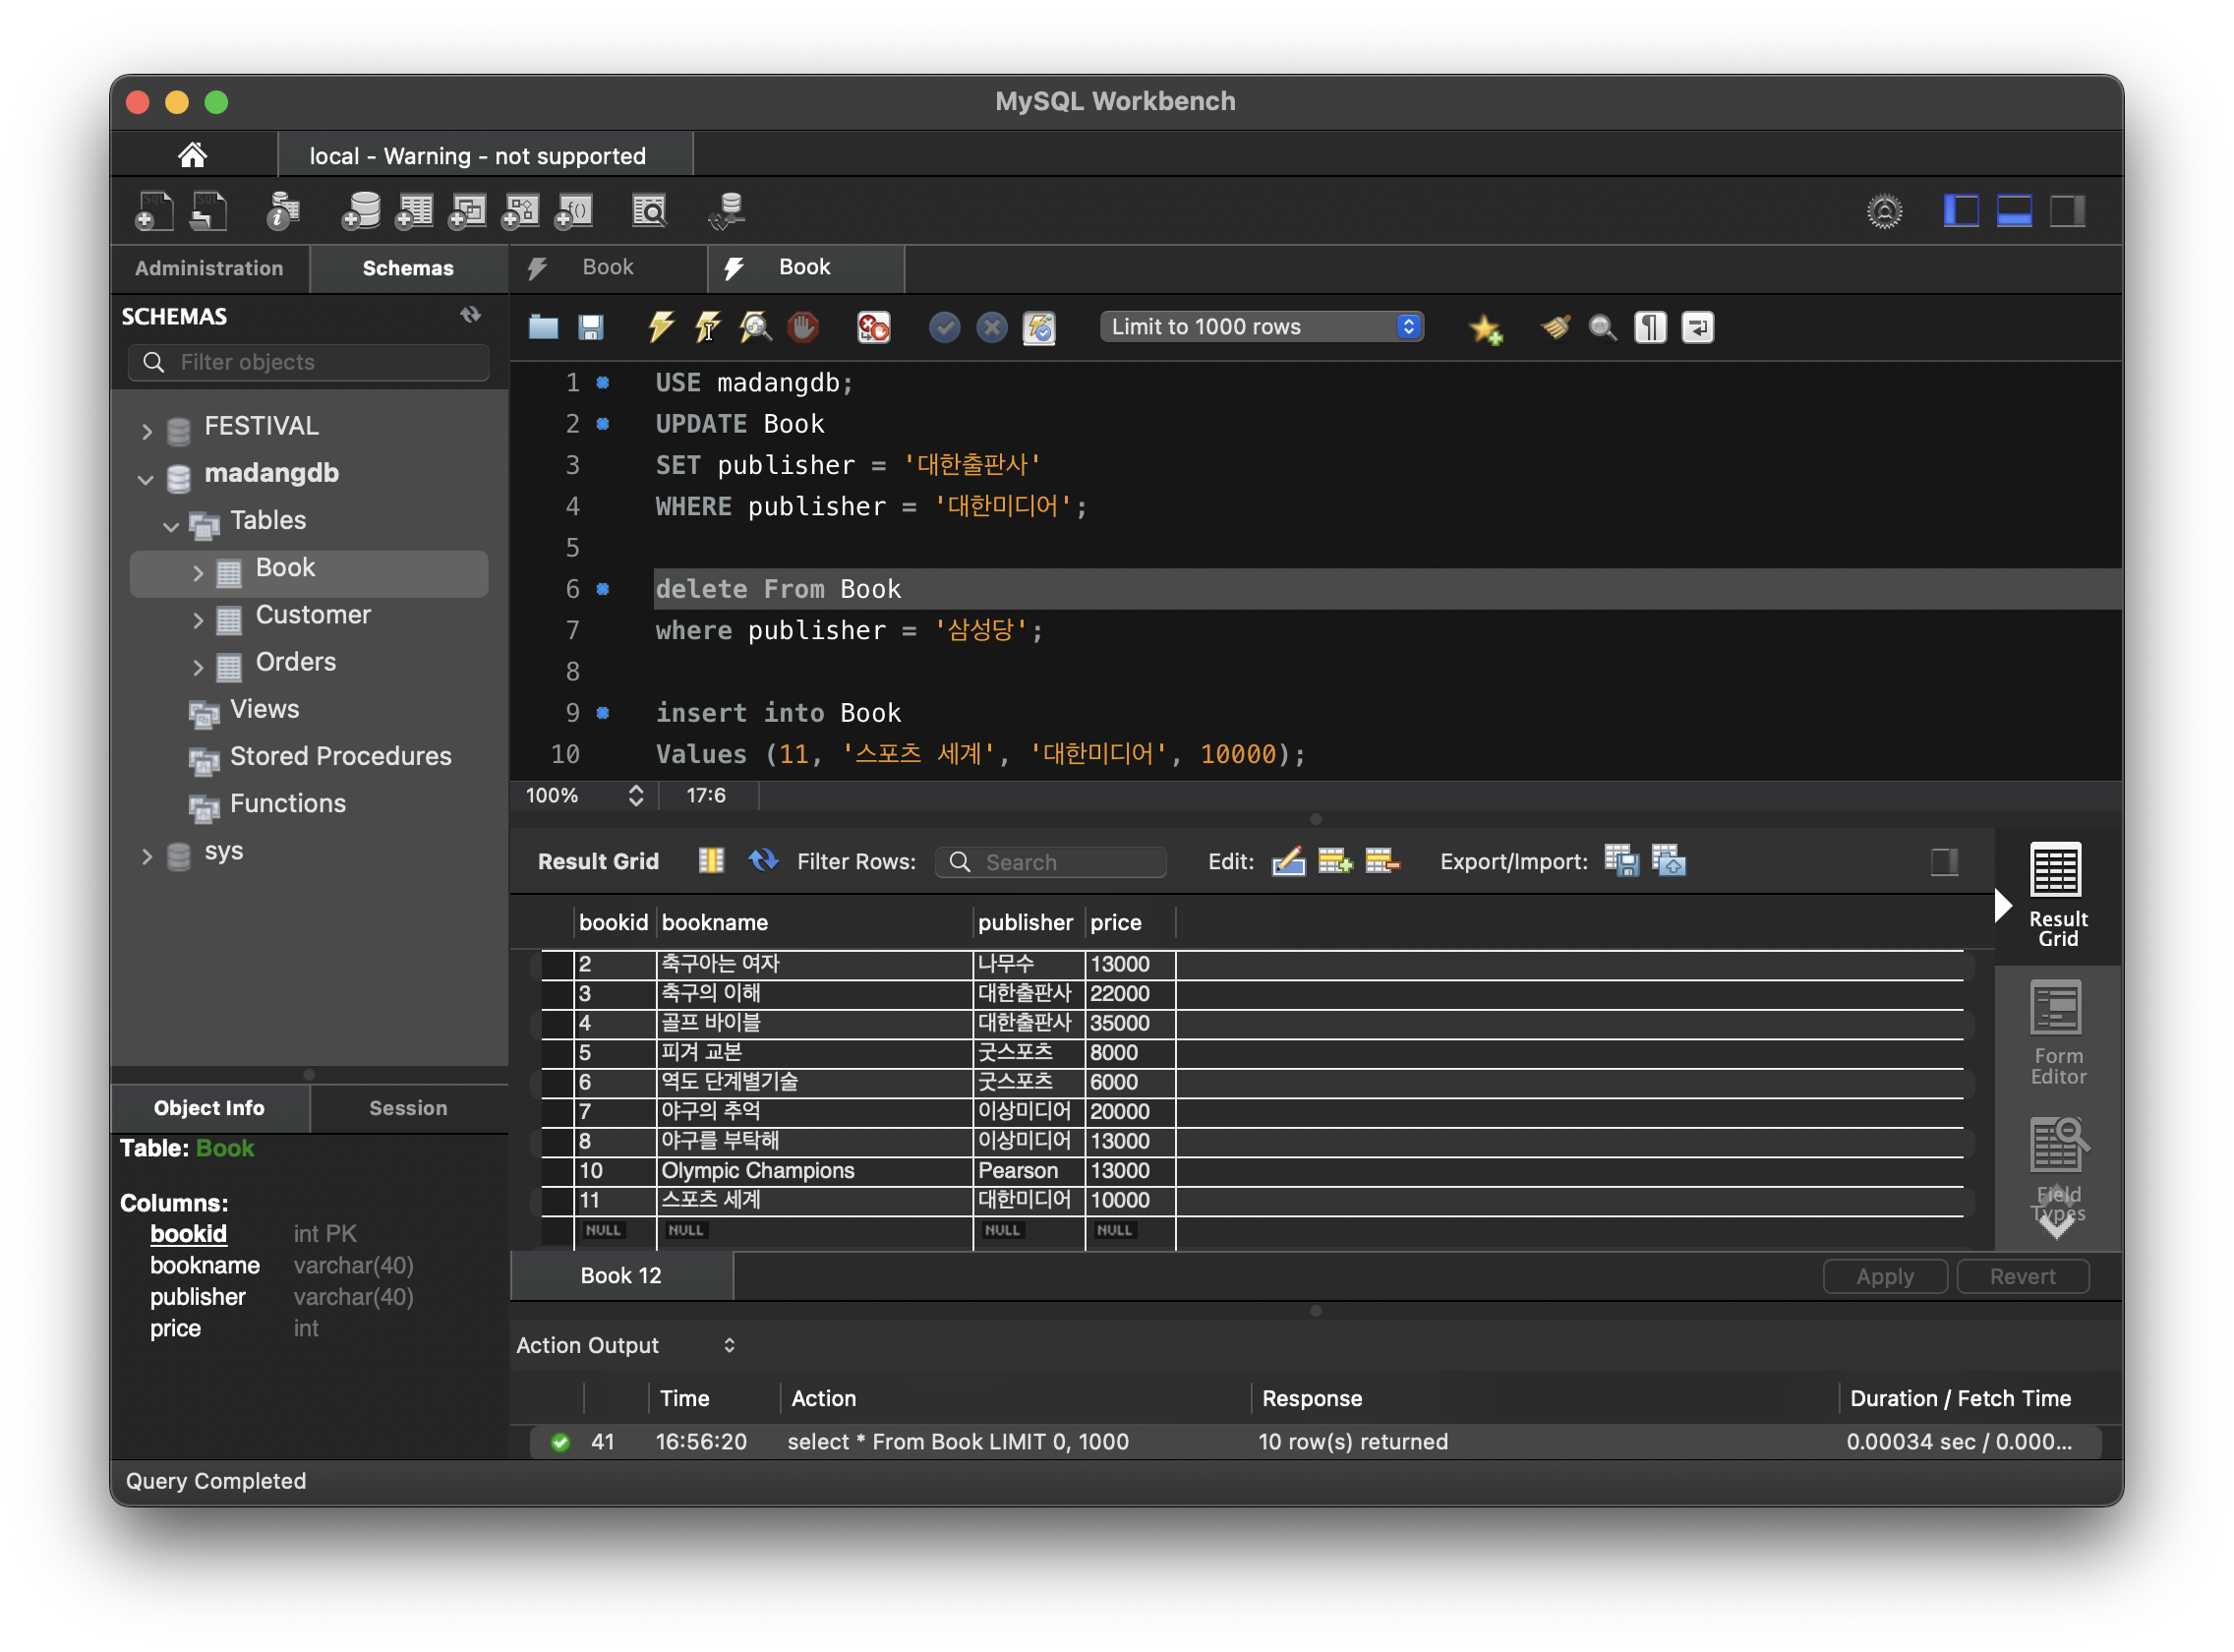 MySQL Workbench
local - Warning - not supported
Administration
Schemas
Book
Book
SCHEMAS
Filter objects
Limit to 1000 rows
FESTIVAL
madangdb
Tables
Book
Customer
Orders
Views
Stored Procedures
Functions
sys
1 USE madangdb;
2 UPDATE Book
3 SET publisher = '대한출판사'
4 WHERE publisher = '대한미디어';
5
6 delete From Book
7 where publisher = '삼성당';
8
9 insert into Book
10 Values (11, '스포츠 세계', '대한미디어', 10000);
100% 17:6
Result Grid Filter Rows: Search Edit: Export/Import:
bookid bookname publisher price
2 축구아는 여자 나무수 13000
3 축구의 이해 대한출판사 22000
4 골프 바이블 대한출판사 35000
5 피겨 교본 굿스포츠 8000
6 역도 단계별기술 굿스포츠 6000
7 야구의 추억 이상미디어 20000
8 야구를 부탁해 이상미디어 13000
10 Olympic Champions Pearson 13000
11 스포츠 세계 대한미디어 10000
NULL NULL NULL NULL
Result
Grid
Form
Editor
Field
Types
Book 12
Apply Revert
Object Info Session
Table: Book
Columns:
bookid int PK
bookname varchar(40)
publisher varchar(40)
price int
Action Output
Time Action Response Duration / Fetch Time
41 16:56:20 select * From Book LIMIT 0, 1000 10 row(s) returned 0.00034 sec / 0.000...
Query Completed